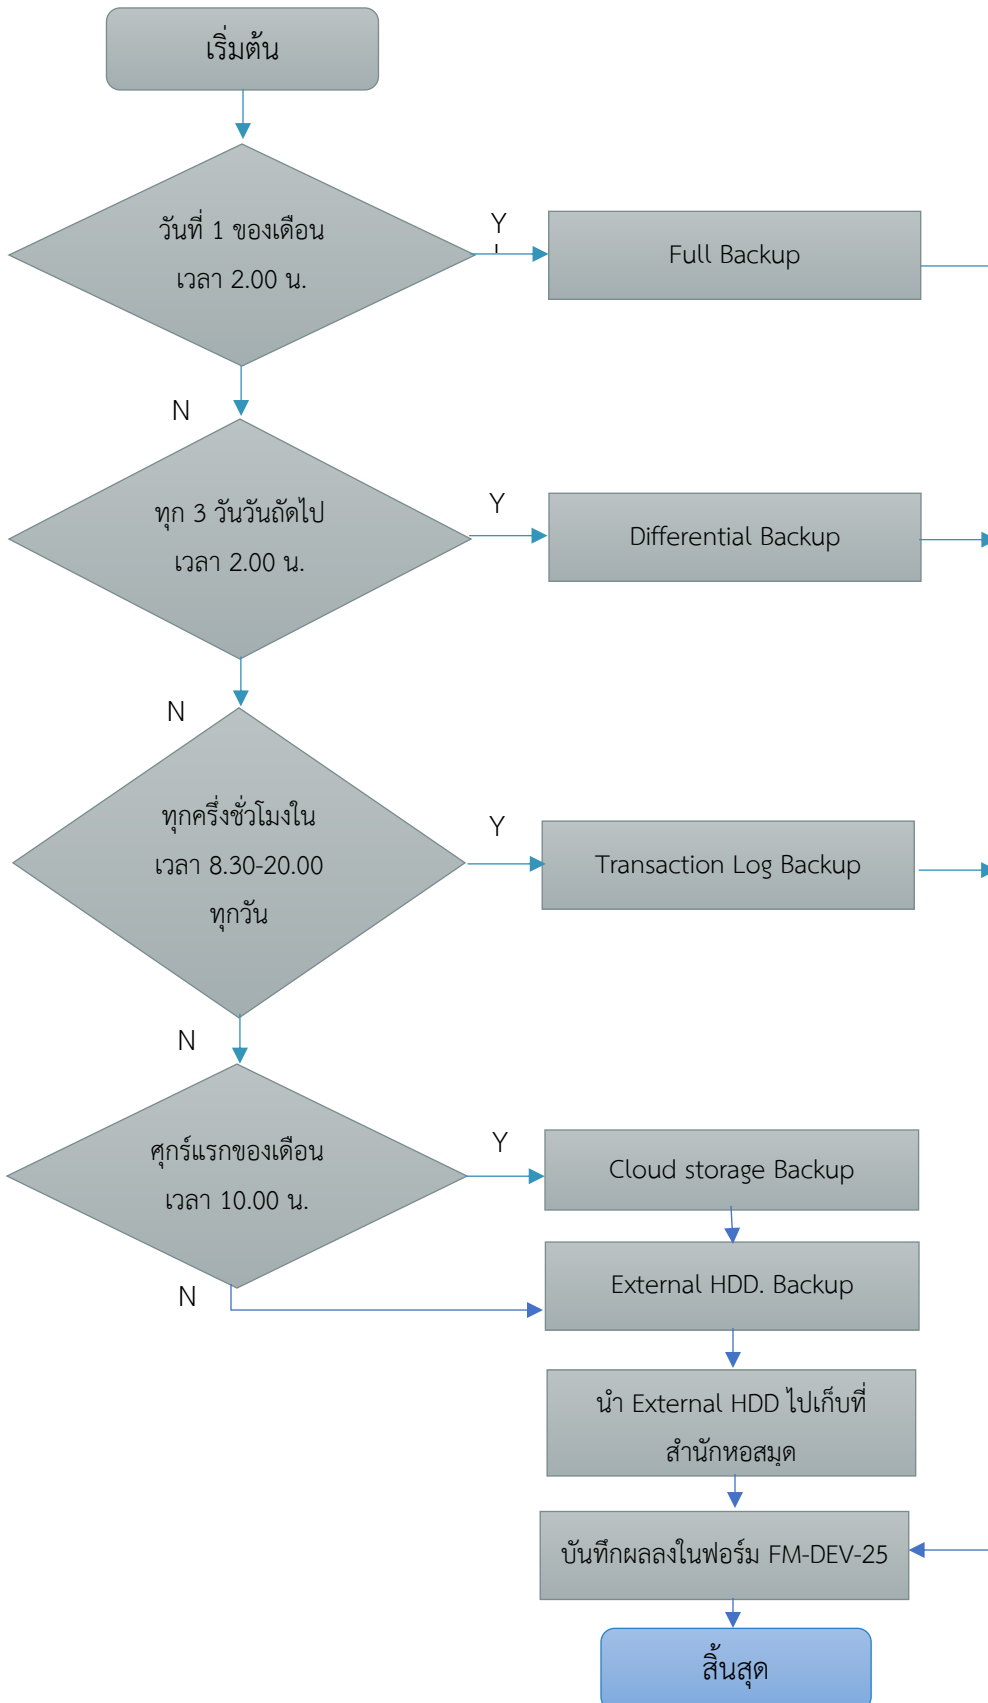 เริ่มต้น
วันที่ 1 ของเดือน
เวลา 2.00 น.
Y
Full Backup
N
ทุก 3 วันวันถัดไป
เวลา 2.00 น.
Y
Differential Backup
N
ทุกครึ่งชั่วโมงใน
เวลา 8.30-20.00
ทุกวัน
Y
Transaction Log Backup
N
ศุกร์แรกของเดือน
เวลา 10.00 น.
Y
Cloud storage Backup
N
External HDD. Backup
นำ External HDD ไปเก็บที่
สำนักหอสมุด
บันทึกผลลงในฟอร์ม FM-DEV-25
สิ้นสุด